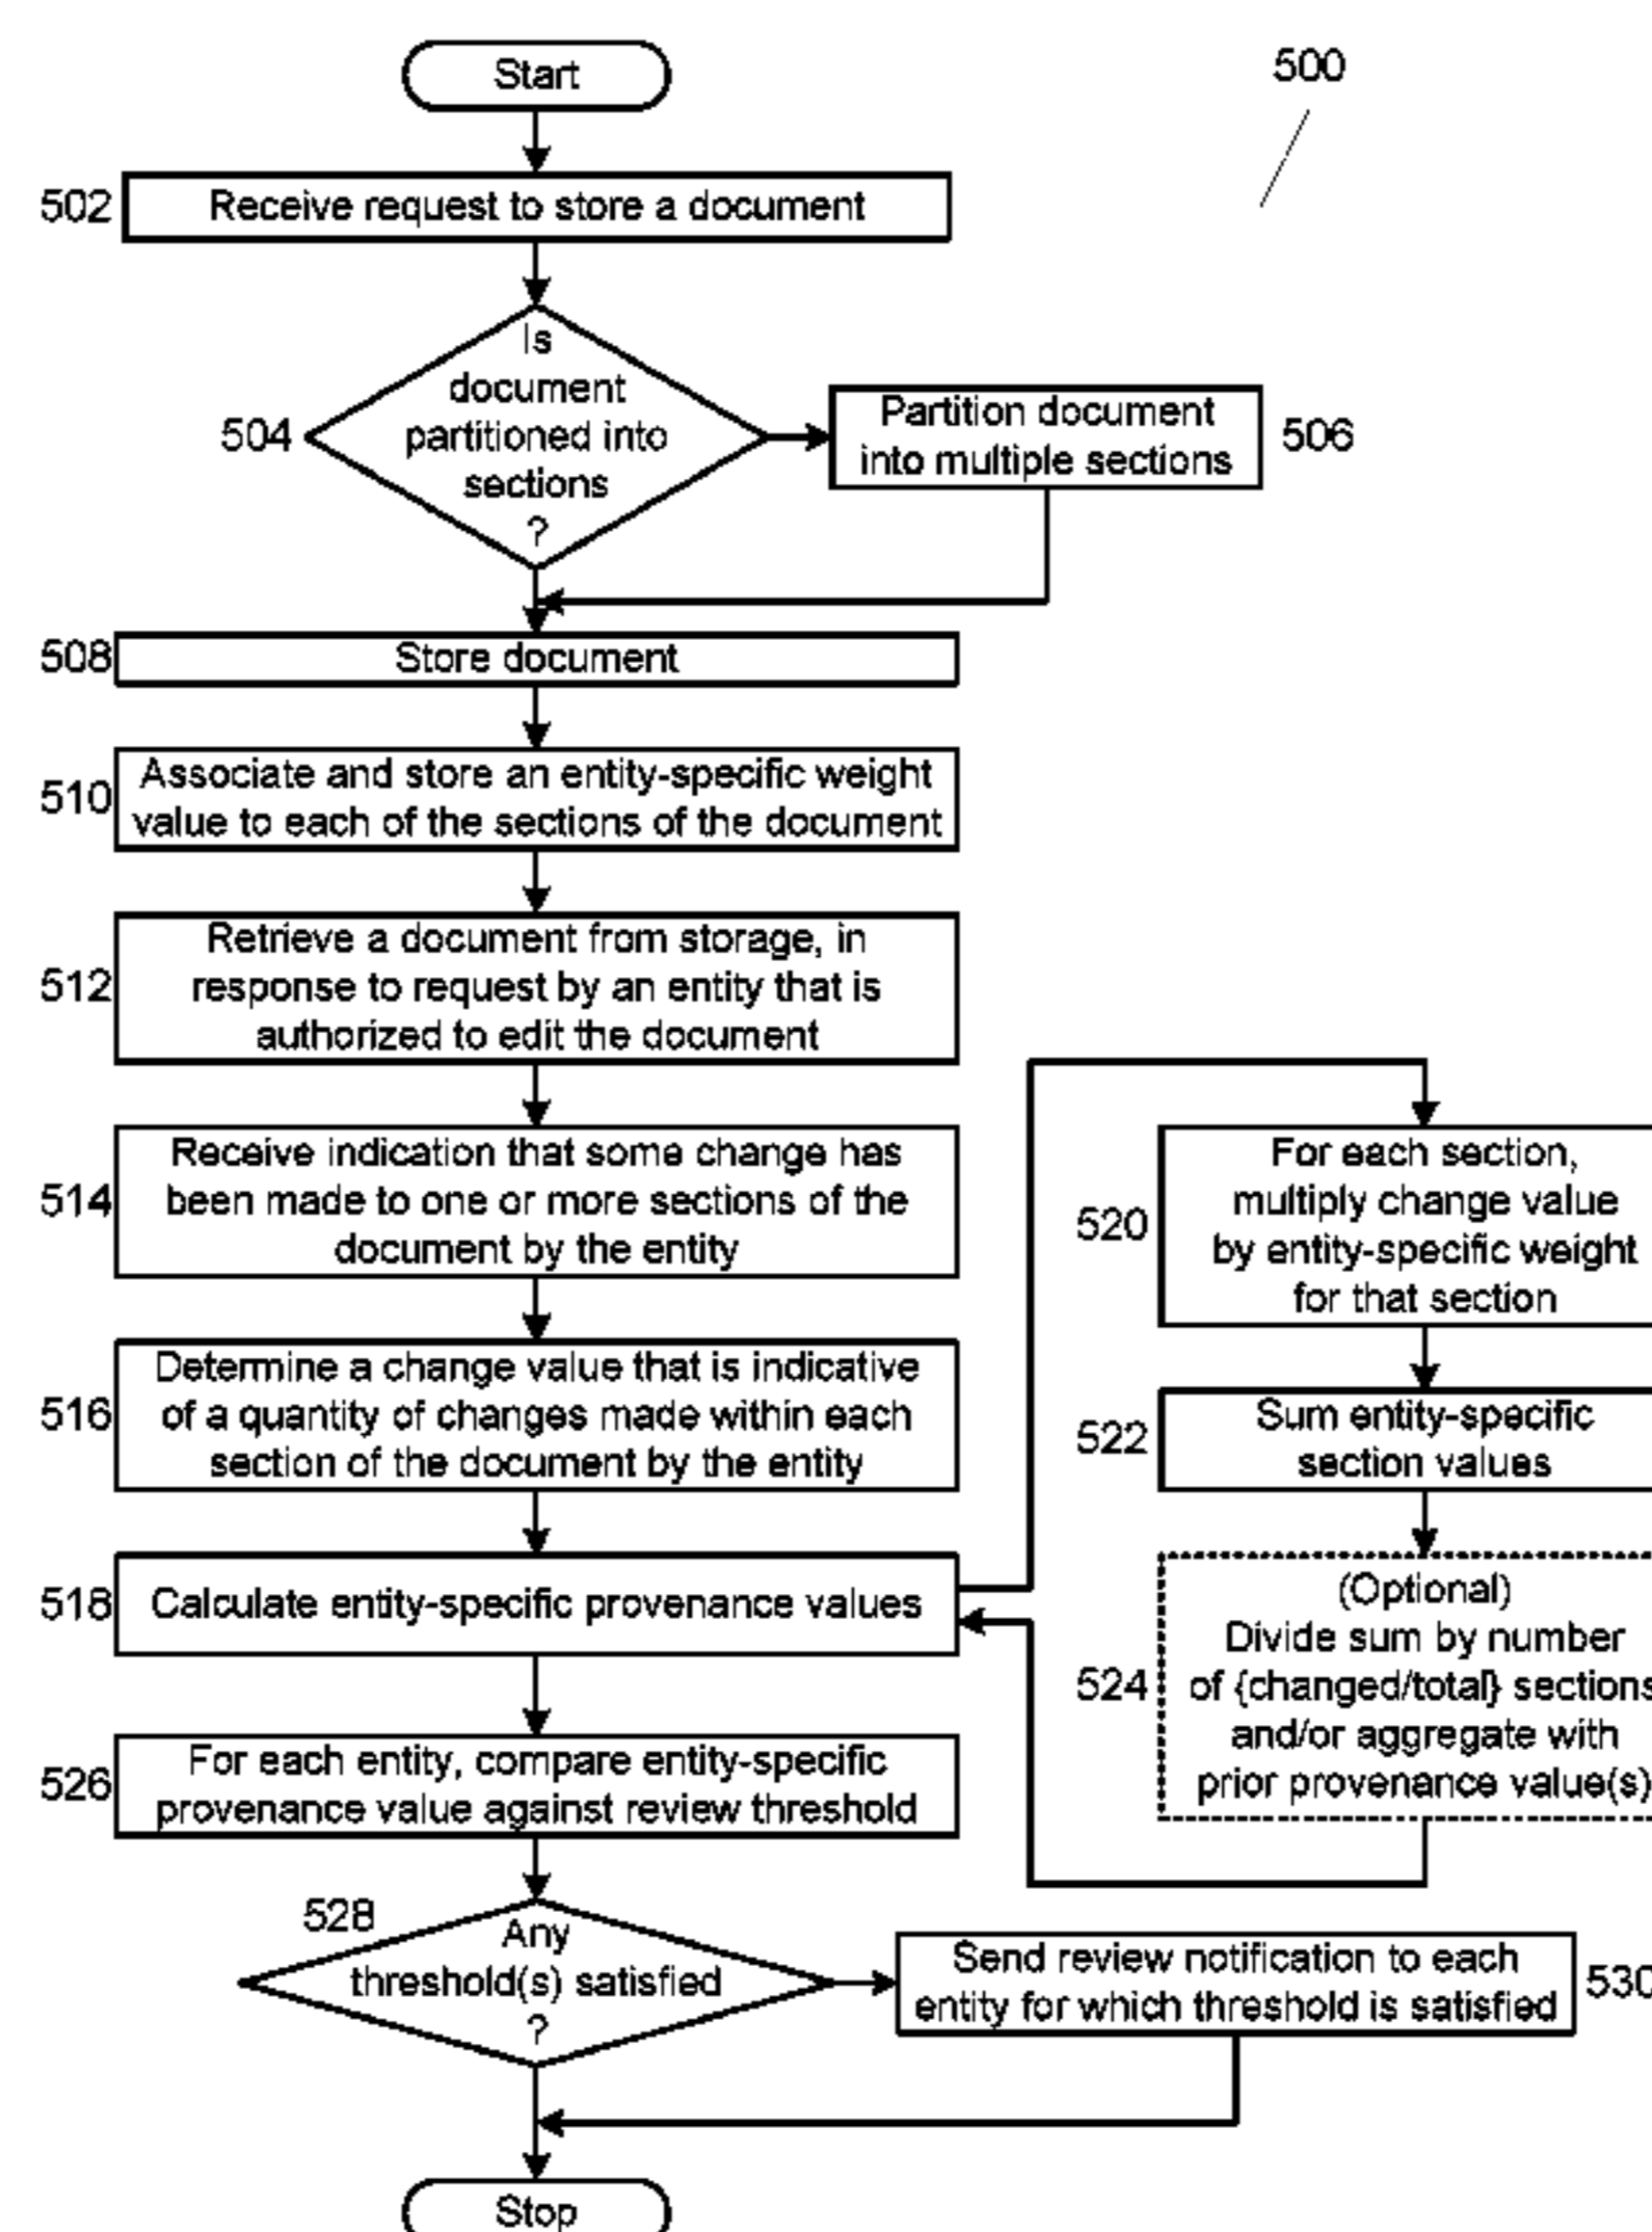 Start
500
502
Receive request to store a document
Is
document
partitioned into
sections
?
504
Partition document
into multiple sections
506
508
Store document
510
Associate and store an entity-specific weight
value to each of the sections of the document
512
Retrieve a document from storage, in
response to request by an entity that is
authorized to edit the document
514
Receive indication that some change has
been made to one or more sections of the
document by the entity
516
Determine a change value that is indicative
of a quantity of changes made within each
section of the document by the entity
518
Calculate entity-specific provenance values
520
For each section,
multiply change value
by entity-specific weight
for that section
522
Sum entity-specific
section values
524
(Optional)
Divide sum by number
of {changed/total} sections
and/or aggregate with
prior provenance value(s)
526
For each entity, compare entity-specific
provenance value against review threshold
528
Any
threshold(s) satisfied
?
Send review notification to each
entity for which threshold is satisfied
530
Stop